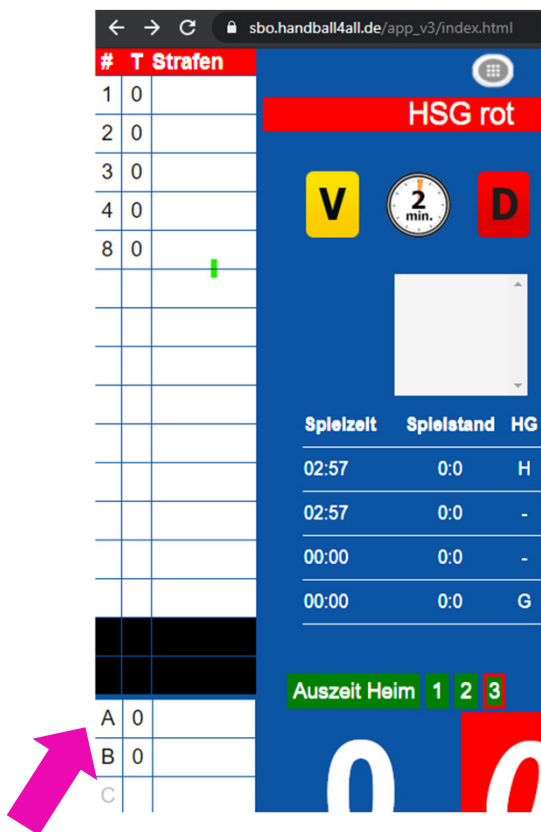 sbo.handball4all.de/app_v3/index.html
# T Strafen
1 0
2 0
3 0
4 0
8 0
A 0
B 0
C
HSG rot
V 2 min. D
Spielzeit Spielstand HG
02:57 0:0 H
02:57 0:0 -
00:00 0:0 -
00:00 0:0 G
Auszeit Heim 1 2 3
0 0